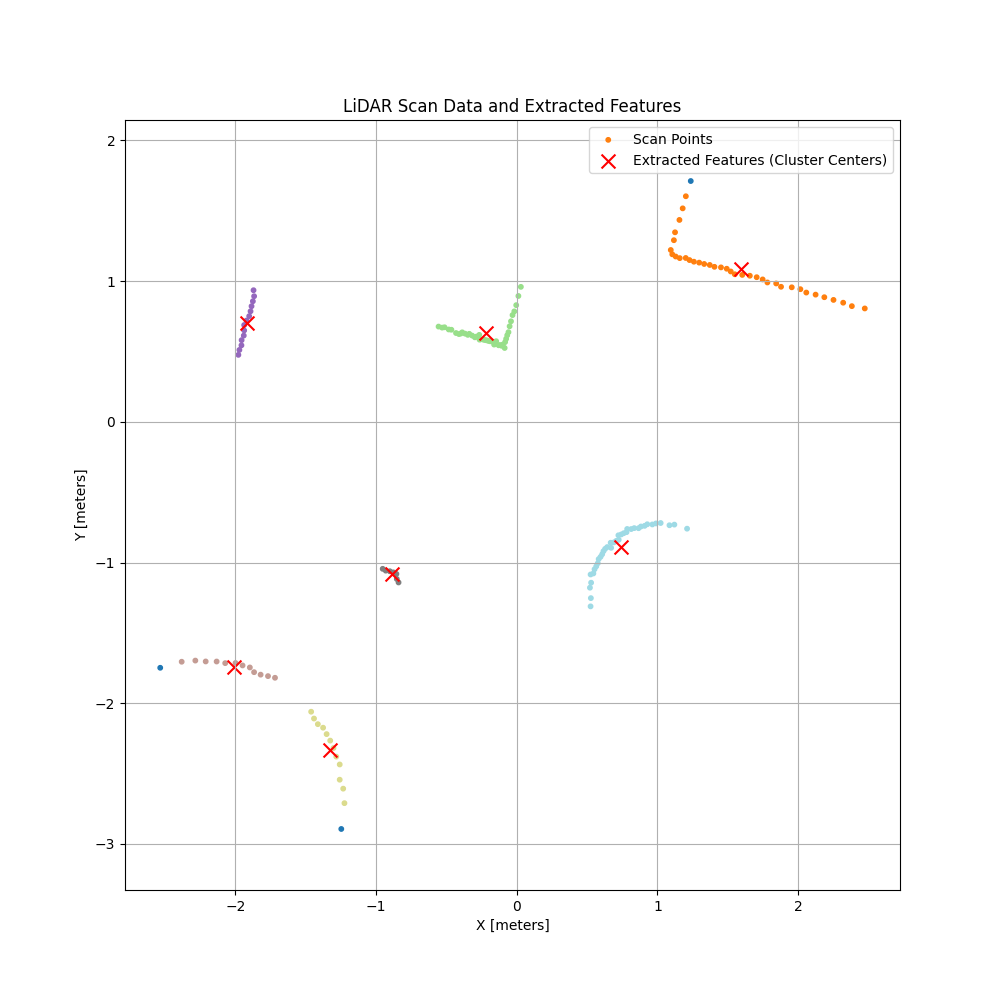 LiDAR Scan Data and Extracted Features
Scan Points
Extracted Features (Cluster Centers)
2
1
0
−1
−2
−3
Y [meters]
−2 −1 0 1 2
X [meters]